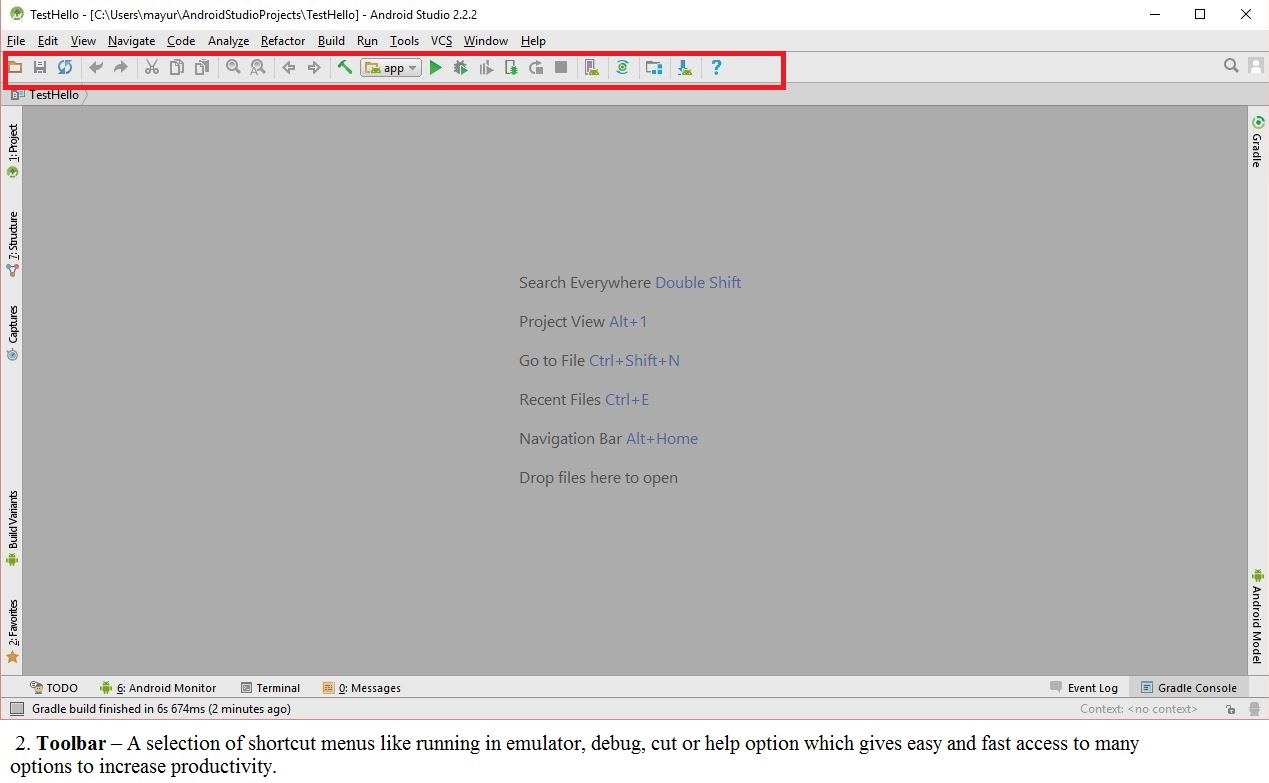 TestHello - [C:\Users\mayur\AndroidStudioProjects\TestHello] - Android Studio 2.2.2
File Edit View Navigate Code Analyze Refactor Build Run Tools VCS Window Help
app
TestHello
1: Project
7: Structure
Captures
Build Variants
2: Favorites
Search Everywhere Double Shift
Project View Alt+1
Go to File Ctrl+Shift+N
Recent Files Ctrl+E
Navigation Bar Alt+Home
Drop files here to open
Gradle
Android Model
TODO 6: Android Monitor Terminal 0: Messages Event Log Gradle Console
Gradle build finished in 6s 674ms (2 minutes ago) Context: <no context>
2. Toolbar – A selection of shortcut menus like running in emulator, debug, cut or help option which gives easy and fast access to many
options to increase productivity.